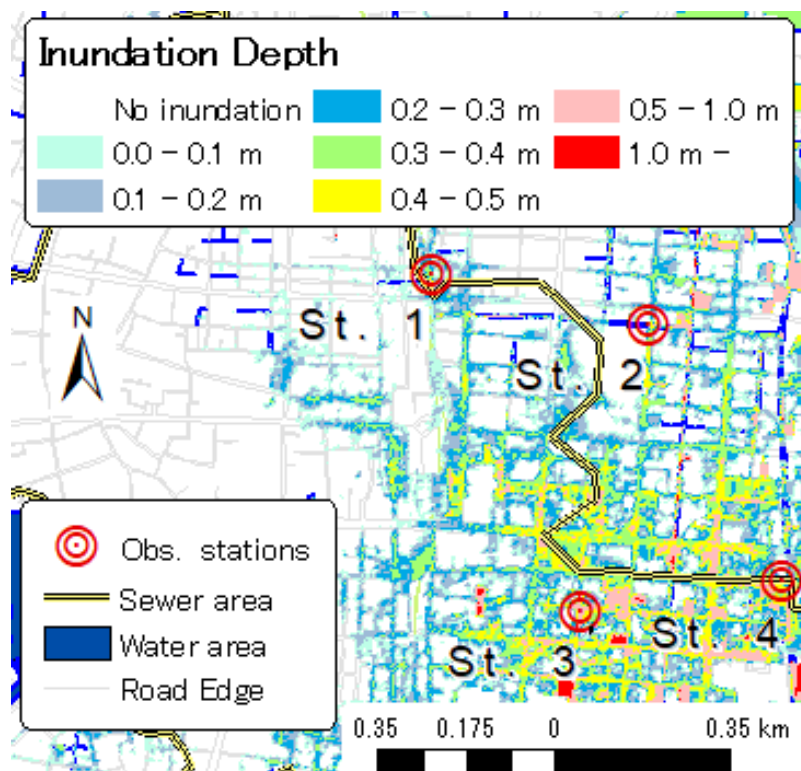 Inundation Depth
No inundation
0.0 - 0.1 m
0.1 - 0.2 m
0.2 - 0.3 m
0.3 - 0.4 m
0.4 - 0.5 m
0.5 - 1.0 m
1.0 m -
St. 1
N
St. 2
Obs. stations
Sewer area
Water area
Road Edge
St. 3
St. 4
0.35 0.175 0 0.35 km